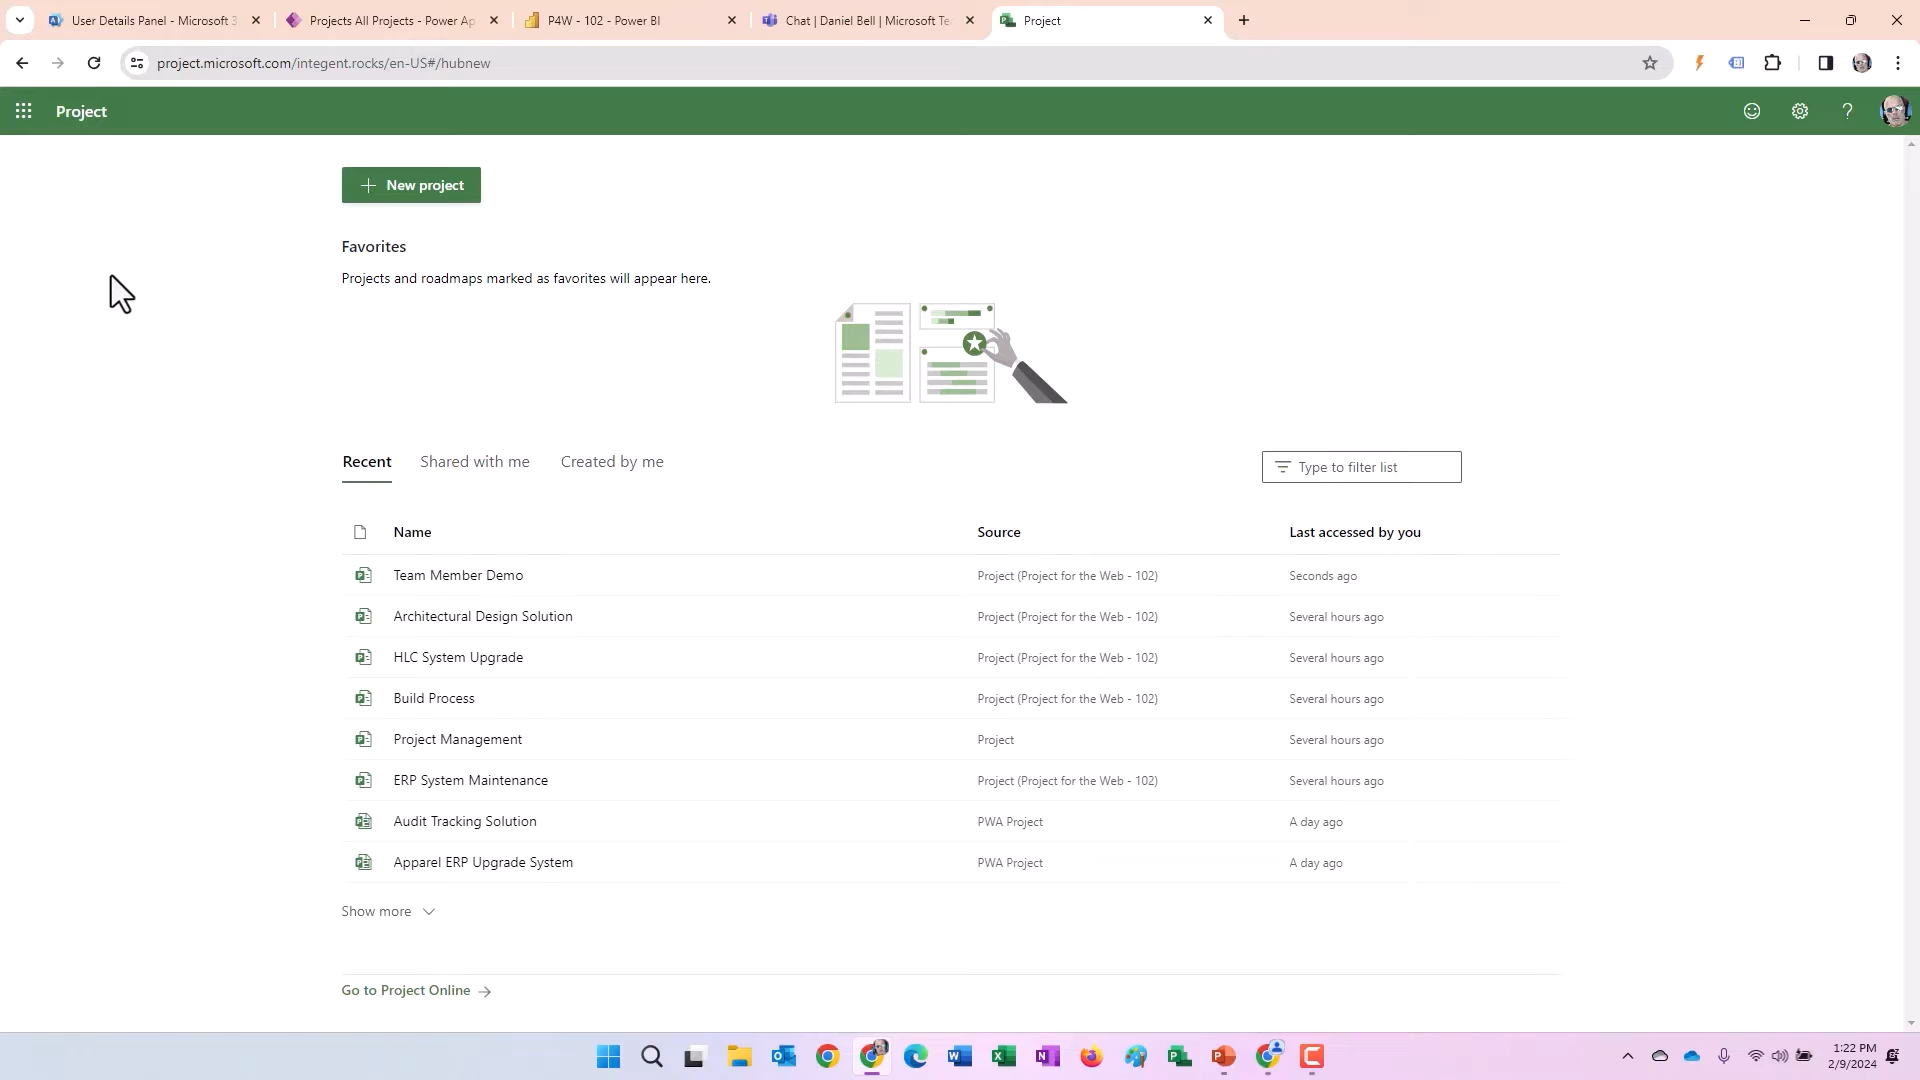 User Details Panel - Microsoft 3
Projects All Projects - Power Ap
P4W - 102 - Power BI
Chat | Daniel Bell | Microsoft Te
Project
project.microsoft.com/integent.rocks/en-US#/hubnew
Project
New project
Favorites
Projects and roadmaps marked as favorites will appear here.
Recent
Shared with me
Created by me
Type to filter list
Name
Source
Last accessed by you
Team Member Demo
Project (Project for the Web - 102)
Seconds ago
Architectural Design Solution
Project (Project for the Web - 102)
Several hours ago
HLC System Upgrade
Project (Project for the Web - 102)
Several hours ago
Build Process
Project (Project for the Web - 102)
Several hours ago
Project Management
Project
Several hours ago
ERP System Maintenance
Project (Project for the Web - 102)
Several hours ago
Audit Tracking Solution
PWA Project
A day ago
Apparel ERP Upgrade System
PWA Project
A day ago
Show more
Go to Project Online
1:22 PM
2/9/2024